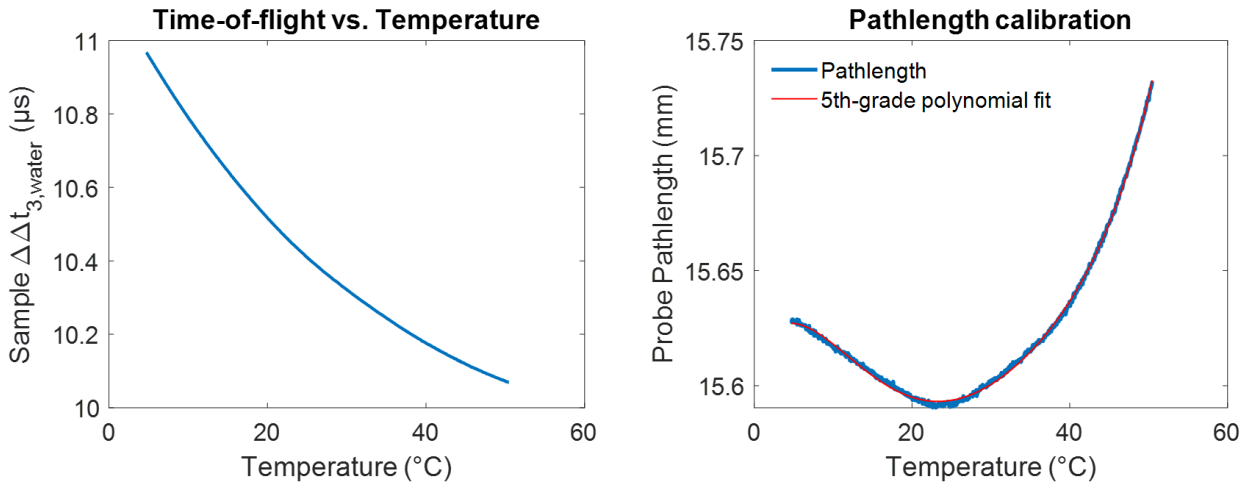 Time-of-flight vs. Temperature
Sample ΔΔt3,water (μs)
11
10.8
10.6
10.4
10.2
10
0
20
40
60
Temperature (°C)
Pathlength calibration
Probe Pathlength (mm)
15.75
15.7
15.65
15.6
Pathlength
5th-grade polynomial fit
0
20
40
60
Temperature (°C)